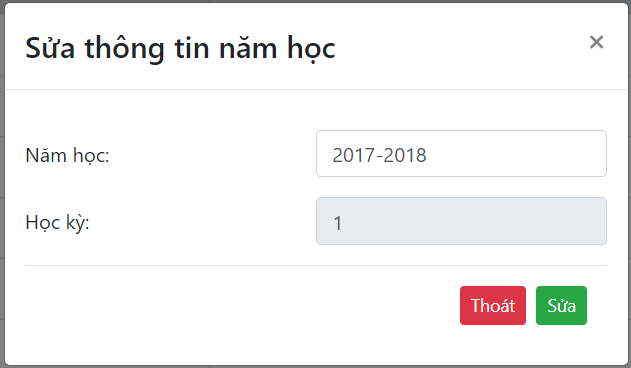 Sửa thông tin năm học ×
Năm học: 2017-2018
Học kỳ: 1
Thoát Sửa